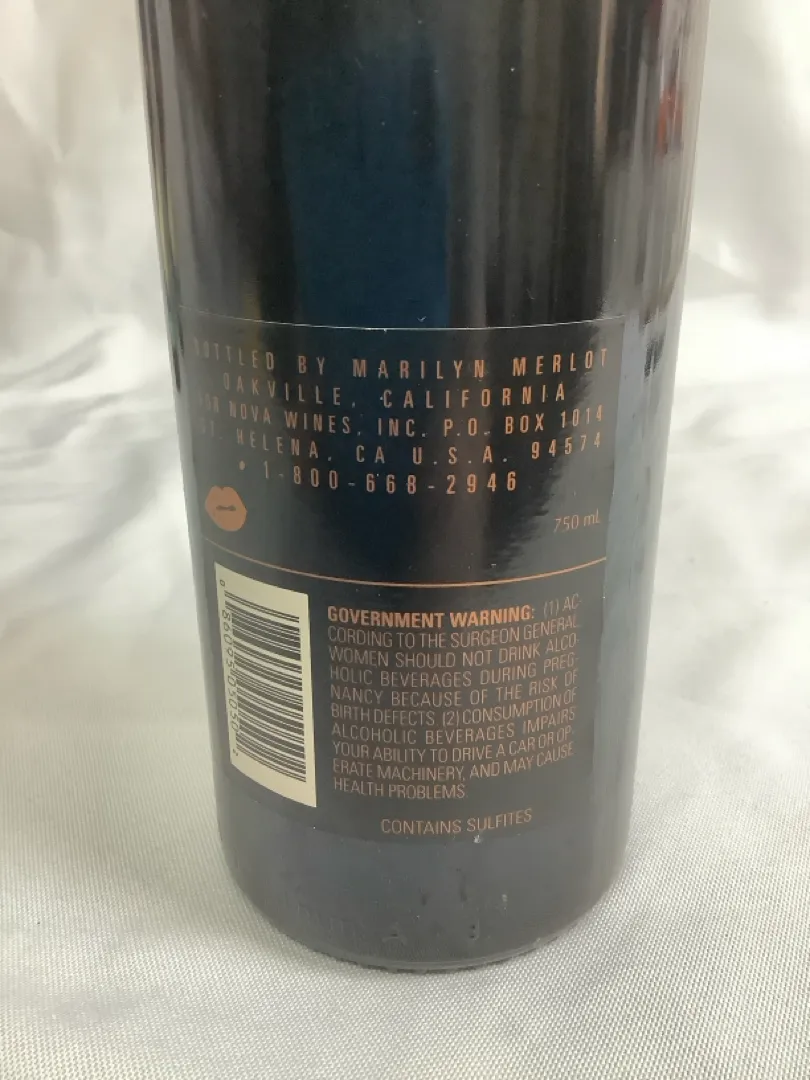 BOTTLED BY MARILYN MERLOT
OAKVILLE, CALIFORNIA
FOR NOVA WINES, INC. P.O. BOX 1014
ST. HELENA, CA U.S.A. 94574
1-800-668-2946
750 mL
GOVERNMENT WARNING: (1) AC-
CORDING TO THE SURGEON GENERAL
WOMEN SHOULD NOT DRINK ALCO-
HOLIC BEVERAGES DURING PREG-
NANCY BECAUSE OF THE RISK OF
BIRTH DEFECTS. (2) CONSUMPTION OF
ALCOHOLIC BEVERAGES IMPAIRS
YOUR ABILITY TO DRIVE A CAR OR OP-
ERATE MACHINERY, AND MAY CAUSE
HEALTH PROBLEMS.
CONTAINS SULFITES